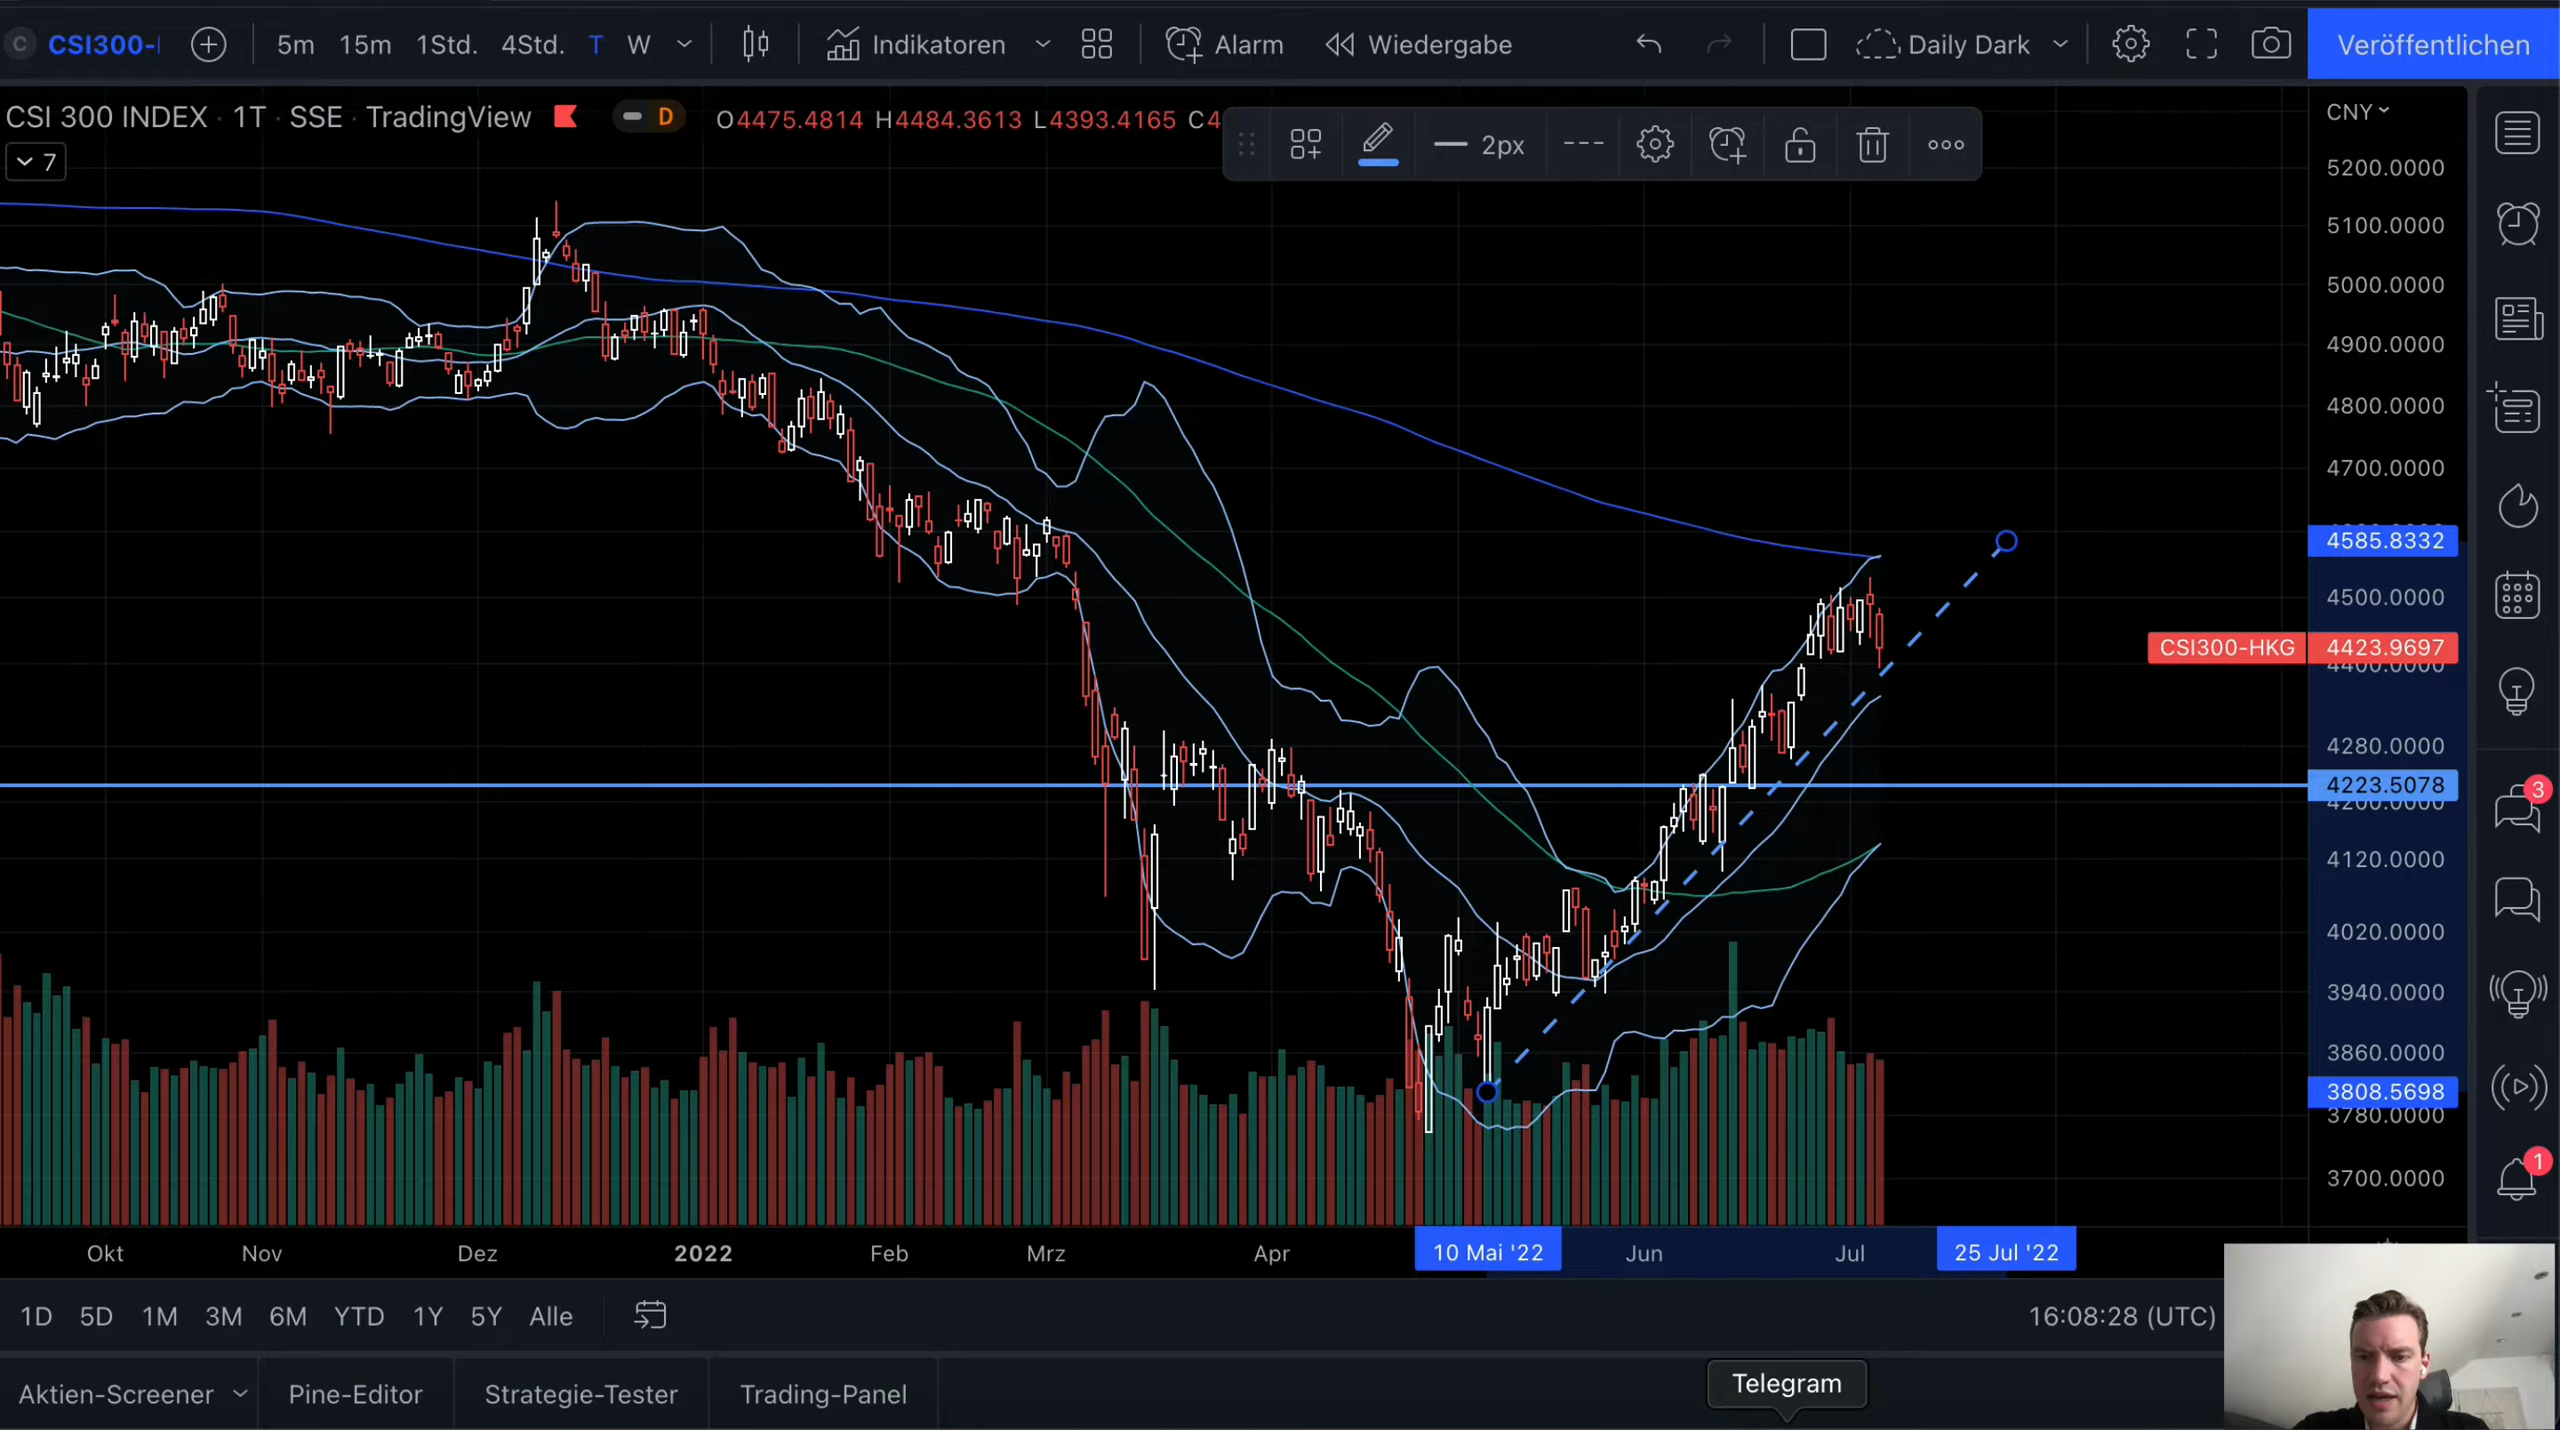 C CSI300-
5m 15m 1Std. 4Std. T W Indikatoren Alarm Wiedergabe Daily Dark Veröffentlichen
CSI 300 INDEX · 1T · SSE · TradingView D O4475.4814 H4484.3613 L4393.4165 C4
2px
CNY
7
5200.0000
5100.0000
5000.0000
4900.0000
4800.0000
4700.0000
4585.8332
4500.0000
CSI300-HKG 4423.9697
4400.0000
4280.0000
4223.5078
4200.0000
3
4120.0000
4020.0000
3940.0000
3860.0000
3808.5698
3780.0000
1
3700.0000
Okt Nov Dez 2022 Feb Mrz Apr 10 Mai '22 Jun Jul 25 Jul '22
1D 5D 1M 3M 6M YTD 1Y 5Y Alle 16:08:28 (UTC)
Aktien-Screener Pine-Editor Strategie-Tester Trading-Panel Telegram